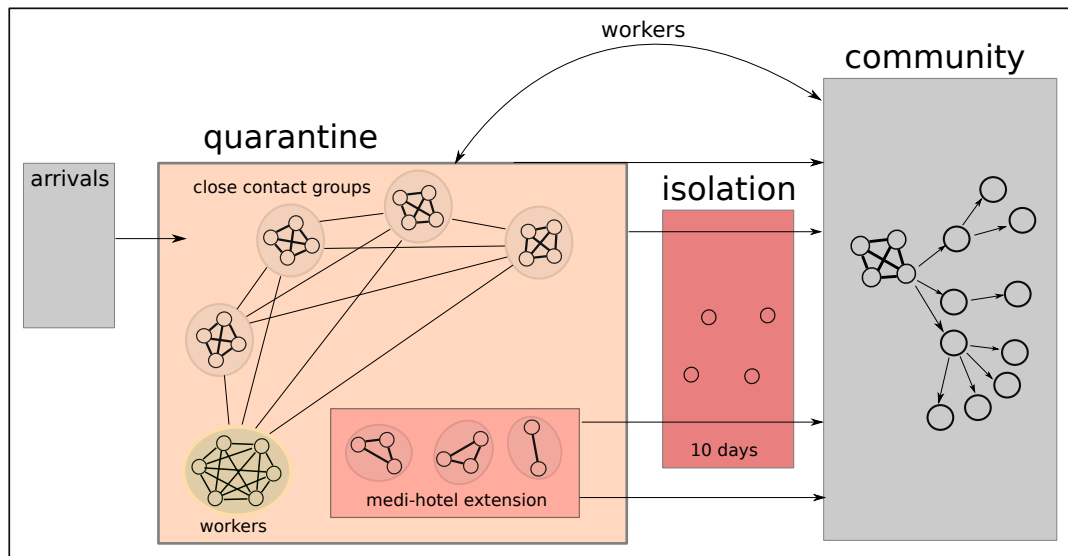 workers
community
quarantine
arrivals
close contact groups
isolation
10 days
medi-hotel extension
workers